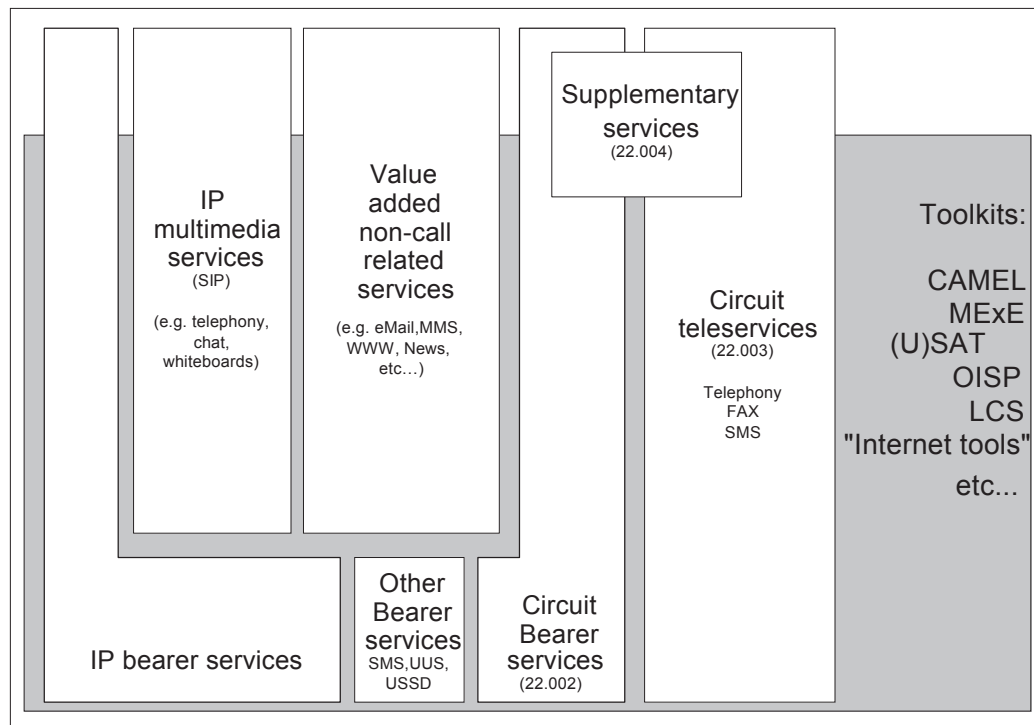 IP
multimedia
services
(SIP)
(e.g. telephony,
chat,
whiteboards)
Value
added
non-call
related
services
(e.g. eMail,MMS,
WWW, News,
etc…)
Supplementary
services
(22.004)
Circuit
teleservices
(22.003)
Telephony
FAX
SMS
Toolkits:
CAMEL
MExE
(U)SAT
OISP
LCS
"Internet tools"
etc...
IP bearer services
Other
Bearer
services
SMS,UUS,
USSD
Circuit
Bearer
services
(22.002)